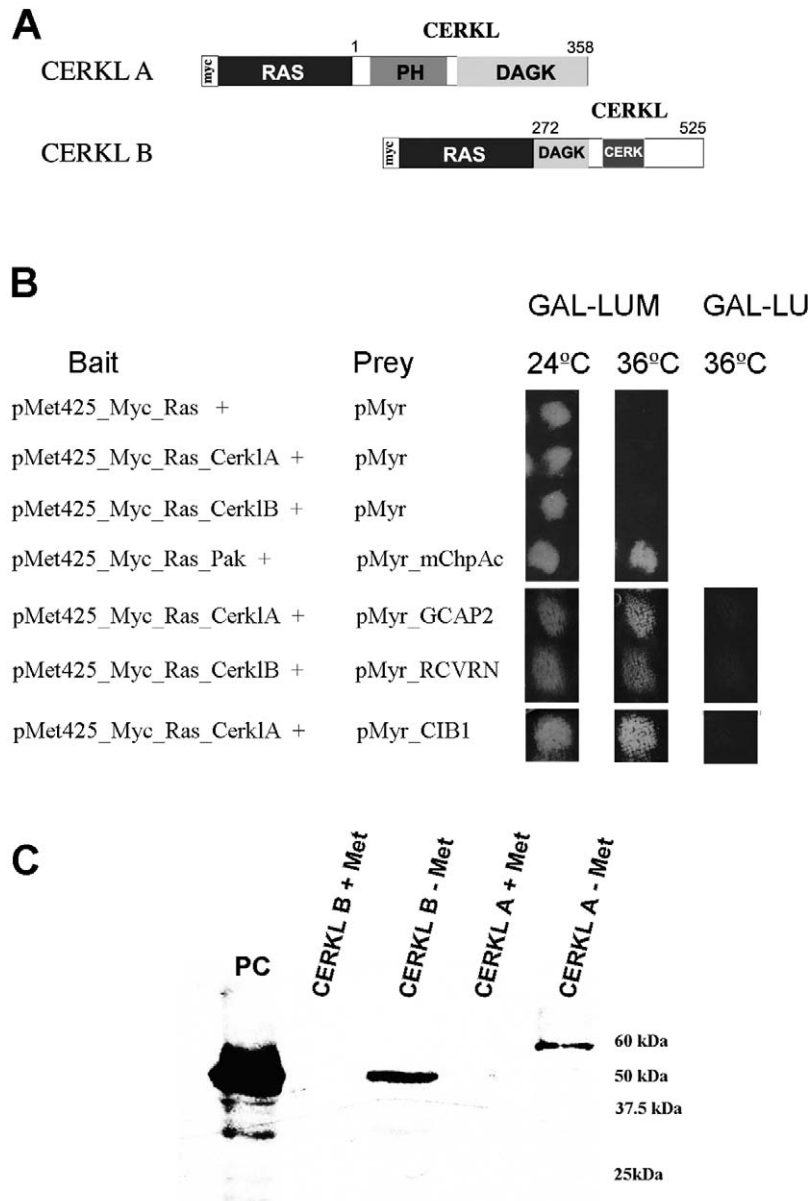 A
CERKL
1
358
CERKL A
myc
RAS
PH
DAGK
CERKL
272
525
CERKL B
myc
RAS
DAGK
CERK
B
GAL-LUM
GAL-LU
Bait
Prey
24ºC
36ºC
36ºC
pMet425_Myc_Ras + pMyr
pMet425_Myc_Ras_CerklA + pMyr
pMet425_Myc_Ras_CerklB + pMyr
pMet425_Myc_Ras_Pak + pMyr_mChpAc
pMet425_Myc_Ras_CerklA + pMyr_GCAP2
pMet425_Myc_Ras_CerklB + pMyr_RCVRN
pMet425_Myc_Ras_CerklA + pMyr_CIB1
C
PC
CERKL B + Met
CERKL B - Met
CERKL A + Met
CERKL A - Met
60 kDa
50 kDa
37.5 kDa
25kDa